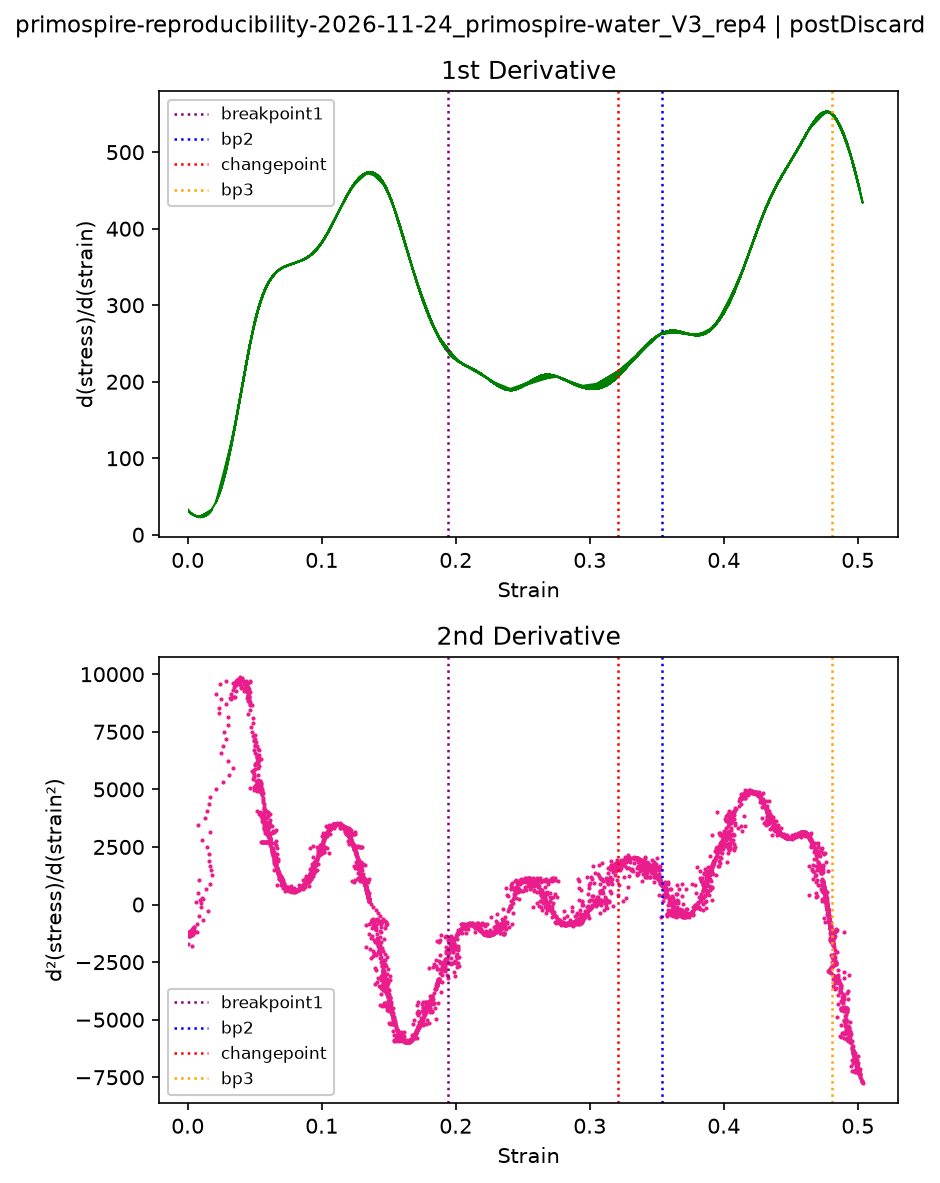 primospire-reproducibility-2026-11-24_primospire-water_V3_rep4 | postDiscard
1st Derivative
breakpoint1
bp2
changepoint
bp3
d(stress)/d(strain)
500
400
300
200
100
0
0.0 0.1 0.2 0.3 0.4 0.5
Strain
2nd Derivative
d²(stress)/d(strain²)
10000
7500
5000
2500
0
−2500
−5000
−7500
breakpoint1
bp2
changepoint
bp3
0.0 0.1 0.2 0.3 0.4 0.5
Strain